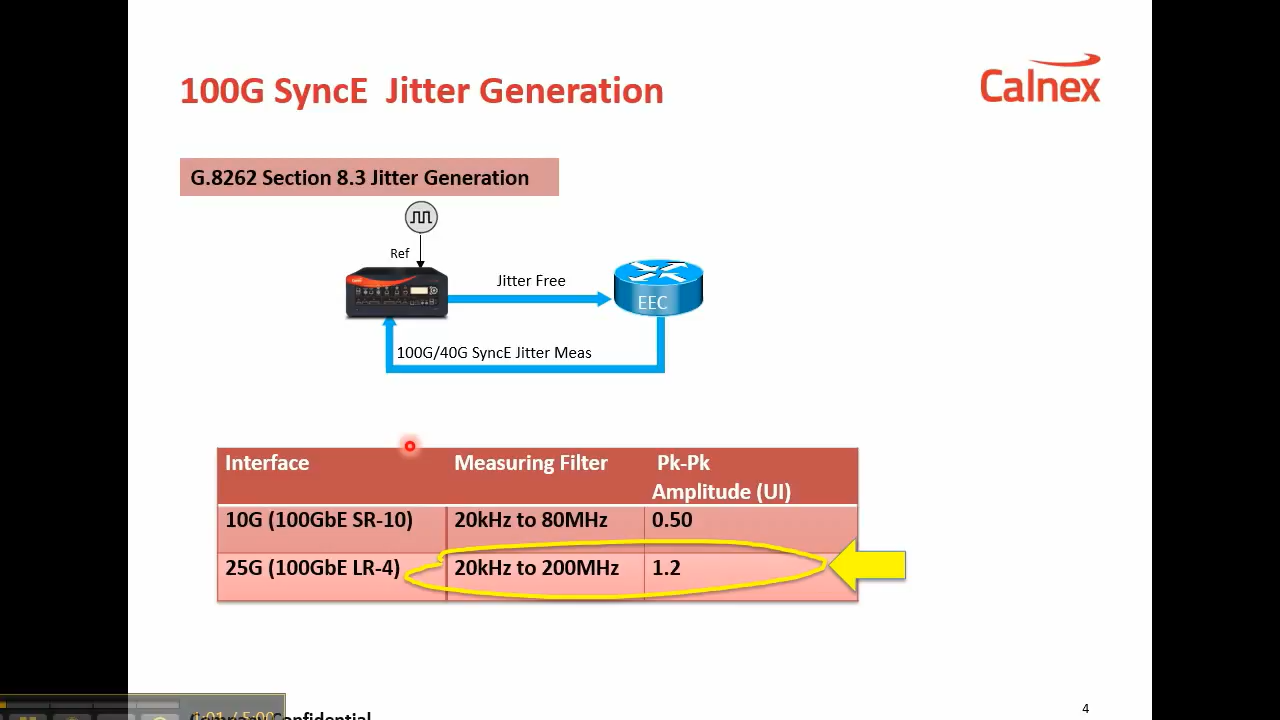 100G SyncE Jitter Generation
Calnex
G.8262 Section 8.3 Jitter Generation
Ref
Jitter Free
EEC
100G/40G SyncE Jitter Meas
Interface Measuring Filter Pk-Pk
Amplitude (UI)
10G (100GbE SR-10) 20kHz to 80MHz 0.50
25G (100GbE LR-4) 20kHz to 200MHz 1.2
Company Confidential
4